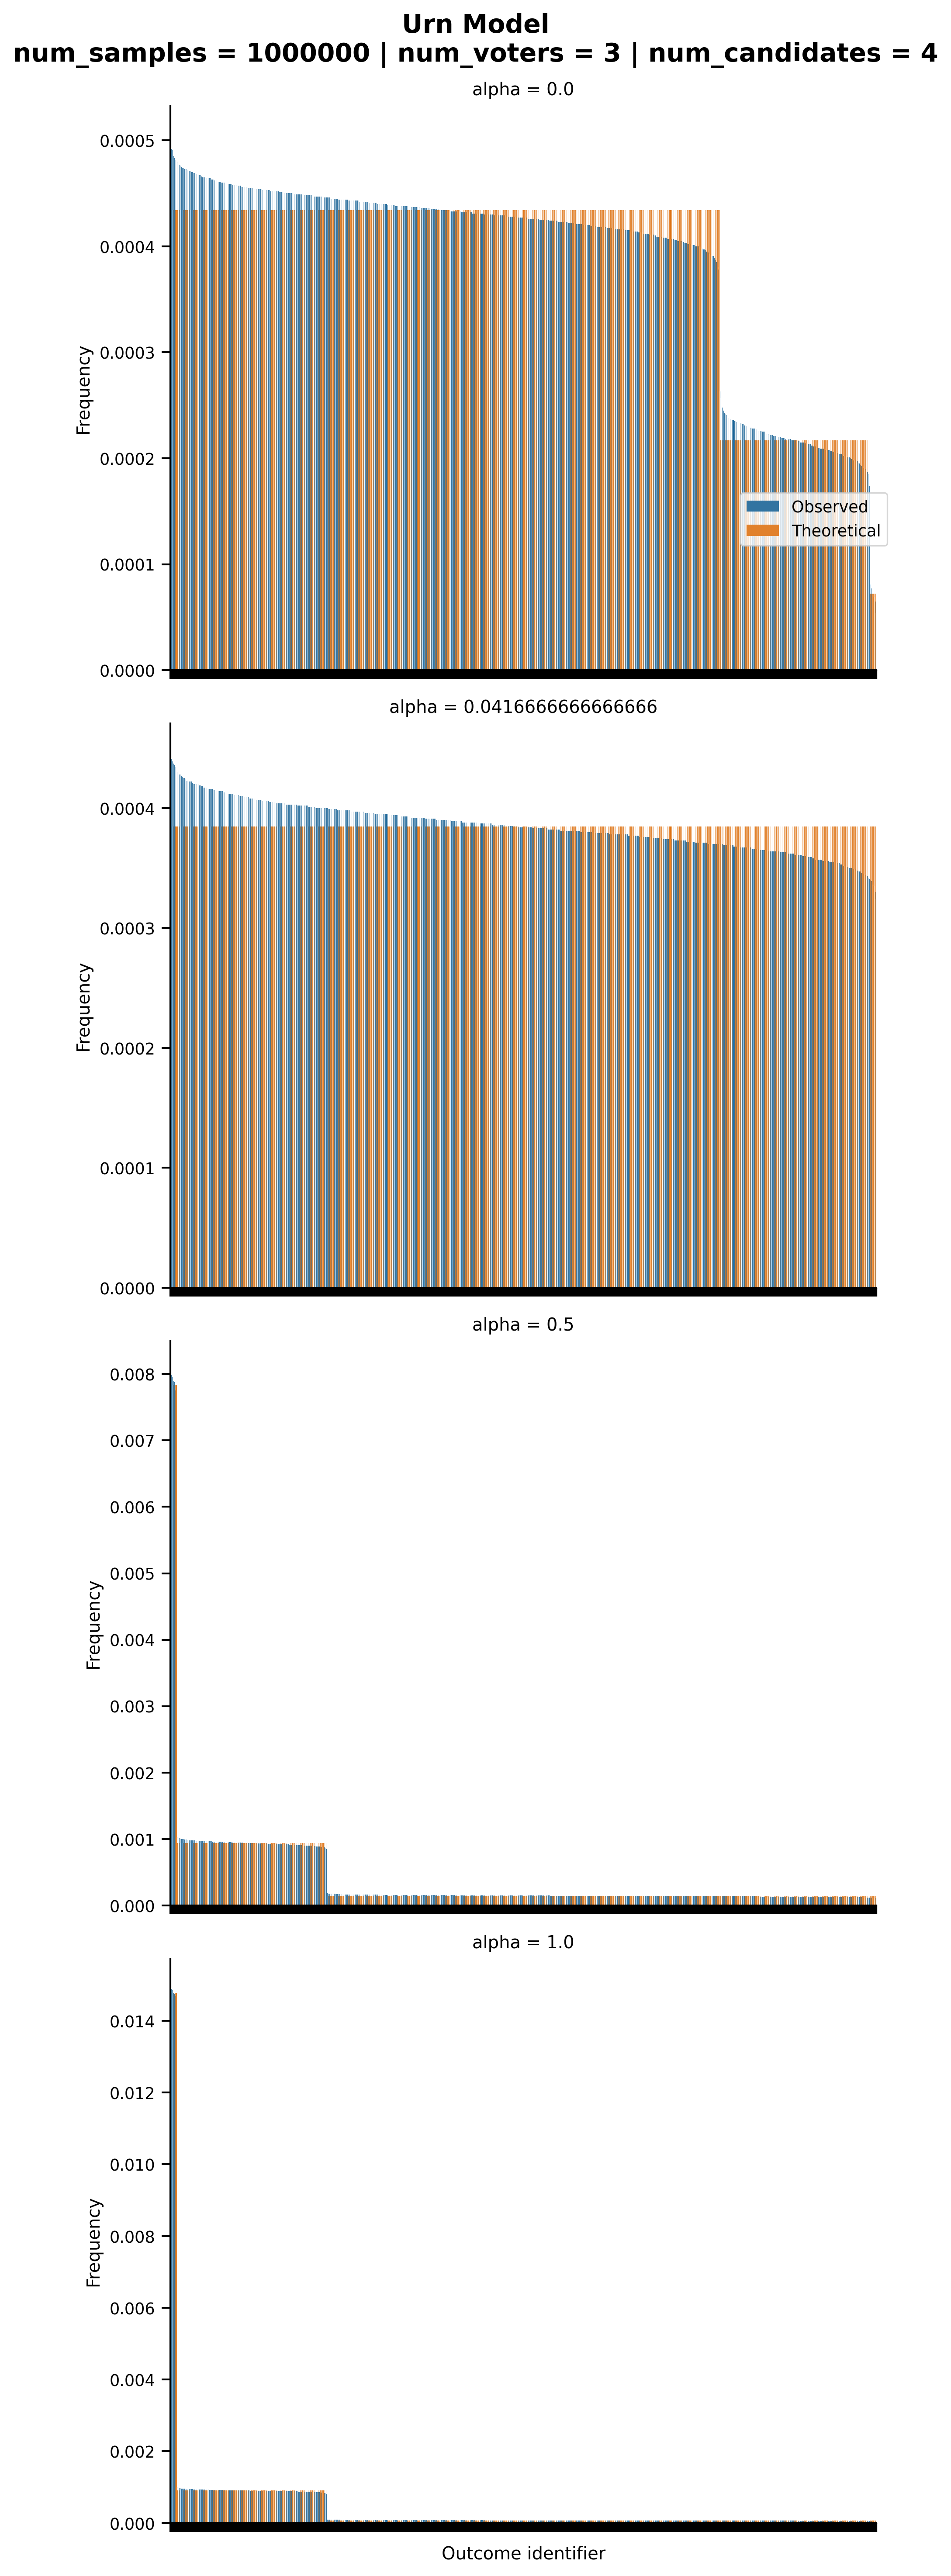 Urn Model
num_samples = 1000000 | num_voters = 3 | num_candidates = 4
alpha = 0.0
0.0005
0.0004
0.0003
0.0002
0.0001
0.0000
Frequency
Observed
Theoretical
alpha = 0.0416666666666666
0.0004
0.0003
0.0002
0.0001
0.0000
Frequency
alpha = 0.5
0.008
0.007
0.006
0.005
0.004
0.003
0.002
0.001
0.000
Frequency
alpha = 1.0
0.014
0.012
0.010
0.008
0.006
0.004
0.002
0.000
Frequency
Outcome identifier